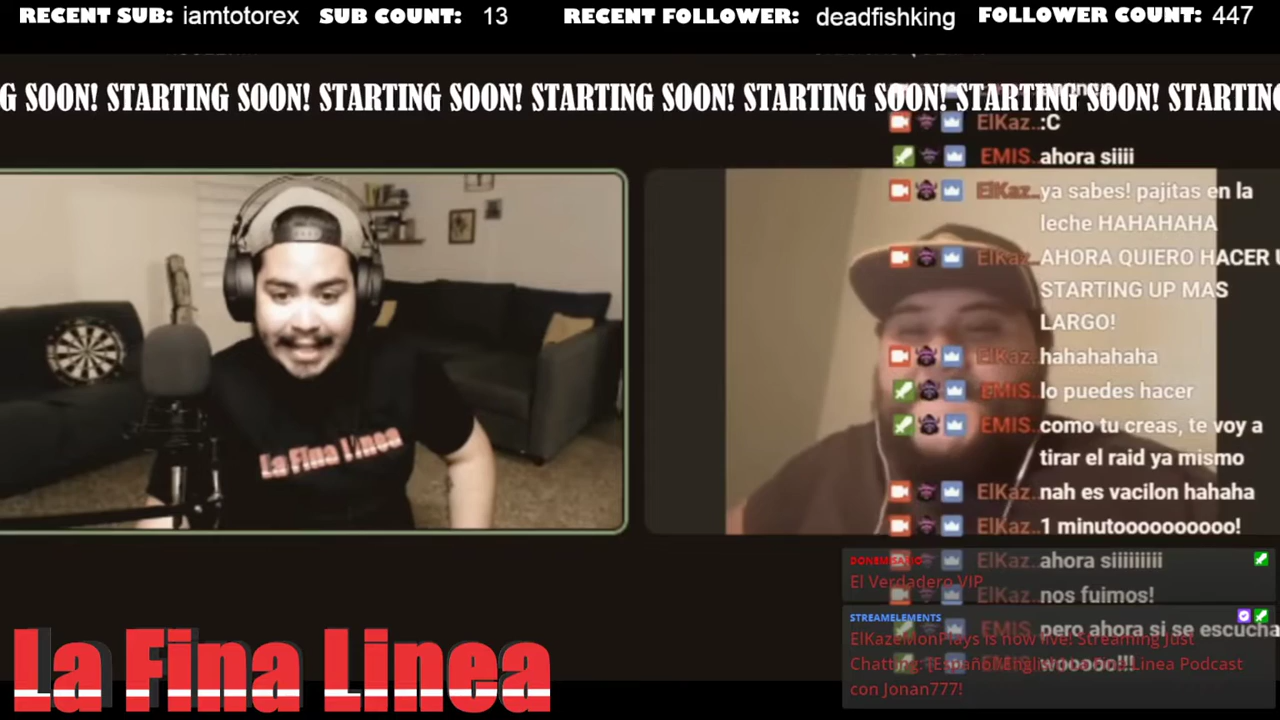 RECENT SUB: iamtotorex SUB COUNT: 13 RECENT FOLLOWER: deadfishking FOLLOWER COUNT: 447
G SOON! STARTING SOON! STARTING SOON! STARTING SOON! STARTING SOON! STARTING SOON! STARTING
ElKaz..:C
EMIS..ahora siiii
ElKaz..ya sabes! pajitas en la
leche HAHAHAHA
ElKaz..AHORA QUIERO HACER U
STARTING UP MAS
LARGO!
ElKaz..hahahahaha
EMIS..lo puedes hacer
EMIS..como tu creas, te voy a
tirar el raid ya mismo
ElKaz..nah es vacilon hahaha
ElKaz..1 minutoooooooooo!
ElKaz..ahora siiiiiiiii
ElKaz..nos fuimos!
EMIS..pero ahora si se escucha
EMIS..wooooo!!!
La Fina Linea
El Verdadero VIP
STREAMELEMENTS
ElKazeMonPlays is now live! Streaming Just
Chatting: Linea Podcast
con Jonan777!
La Fina Linea